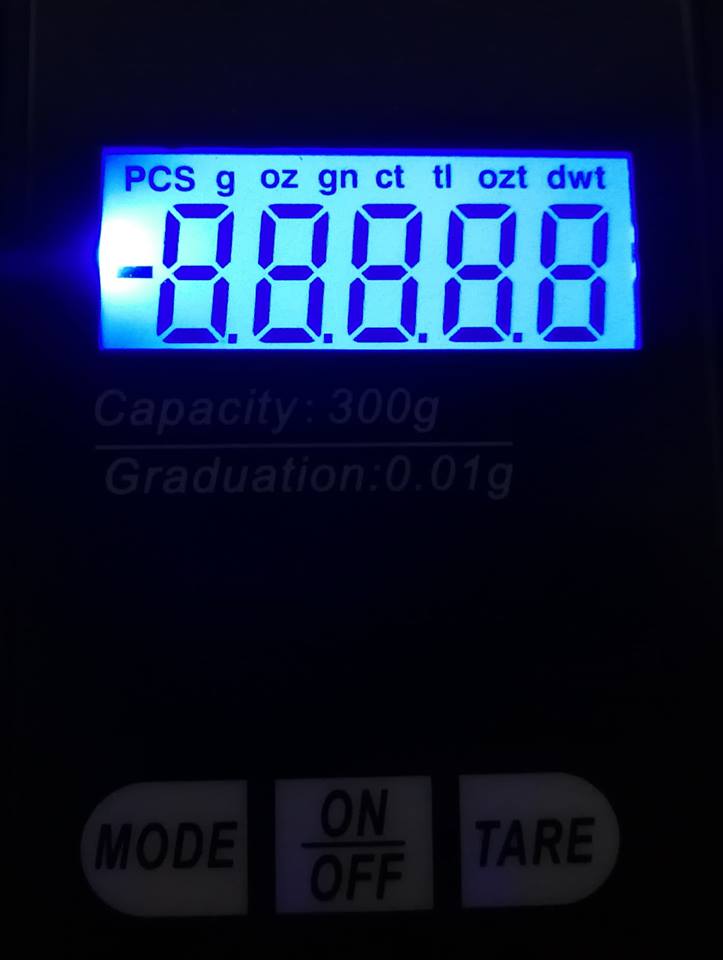 PCS g oz gn ct tl ozt dwt
-8.8.8.8.8
Capacity: 300g
Graduation:0.01g
MODE
ON
OFF
TARE